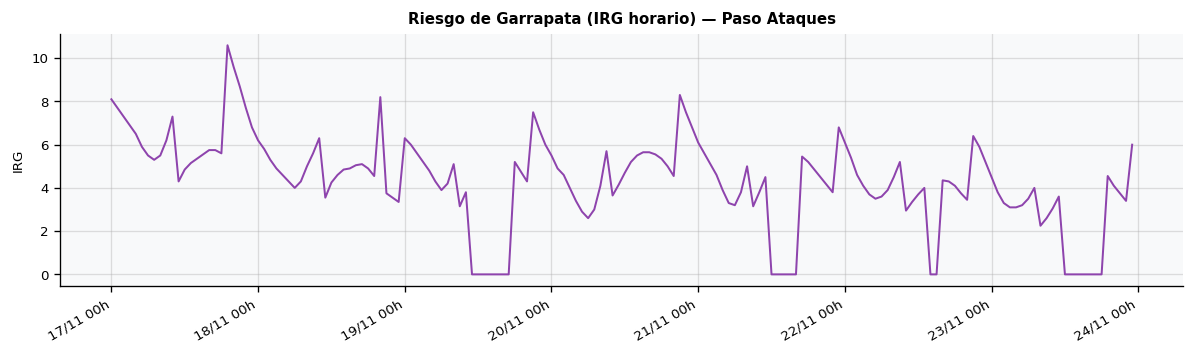 Riesgo de Garrapata (IRG horario) — Paso Ataques
IRG
10
8
6
4
2
0
17/11 00h
18/11 00h
19/11 00h
20/11 00h
21/11 00h
22/11 00h
23/11 00h
24/11 00h